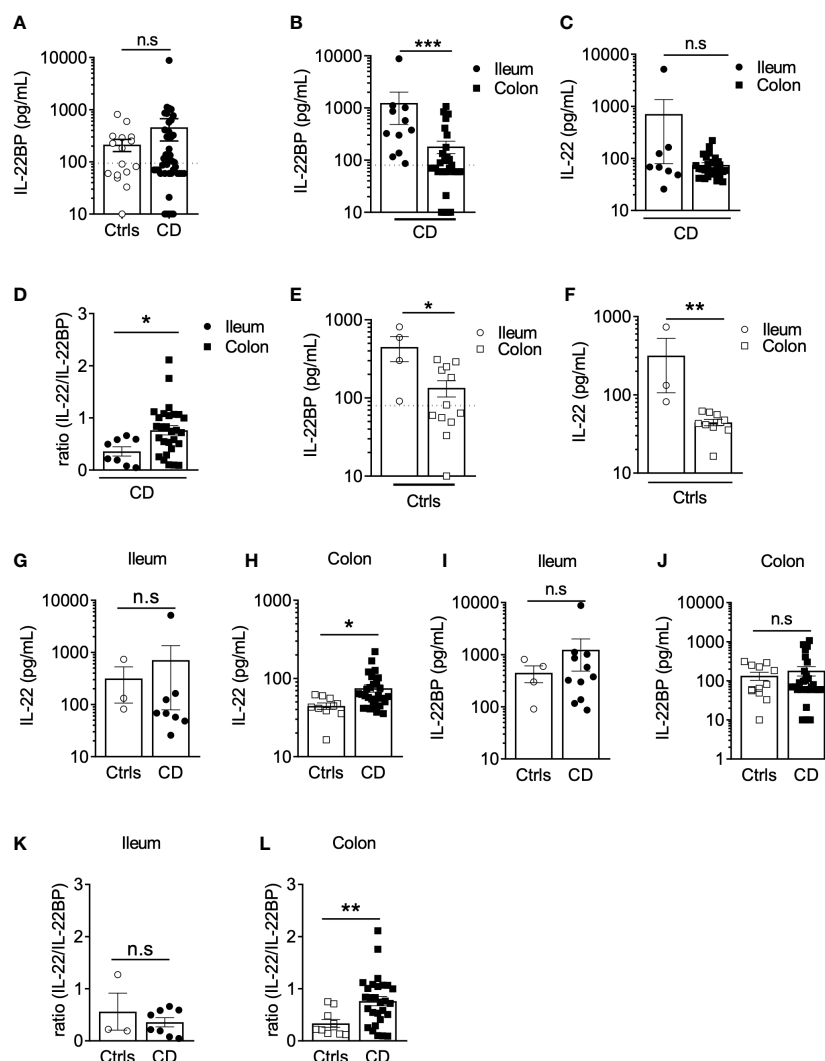 A
n.s
IL-22BP (pg/mL)
10000
1000
100
10
Ctrls CD
B
***
IL-22BP (pg/mL)
10000
1000
100
10
CD
Ileum
Colon
C
n.s
IL-22 (pg/mL)
10000
1000
100
10
CD
Ileum
Colon
D
*
ratio (IL-22/IL-22BP)
3
2
1
0
CD
Ileum
Colon
E
*
IL-22BP (pg/mL)
1000
100
10
Ctrls
Ileum
Colon
F
**
IL-22 (pg/mL)
1000
100
10
Ctrls
Ileum
Colon
G
Ileum
n.s
IL-22 (pg/mL)
10000
1000
100
10
Ctrls CD
H
Colon
*
IL-22 (pg/mL)
1000
100
10
Ctrls CD
I
Ileum
n.s
IL-22BP (pg/mL)
10000
1000
100
10
Ctrls CD
J
Colon
n.s
IL-22BP (pg/mL)
10000
1000
100
10
1
Ctrls CD
K
Ileum
n.s
ratio (IL-22/IL-22BP)
3
2
1
0
Ctrls CD
L
Colon
**
ratio (IL-22/IL-22BP)
3
2
1
0
Ctrls CD